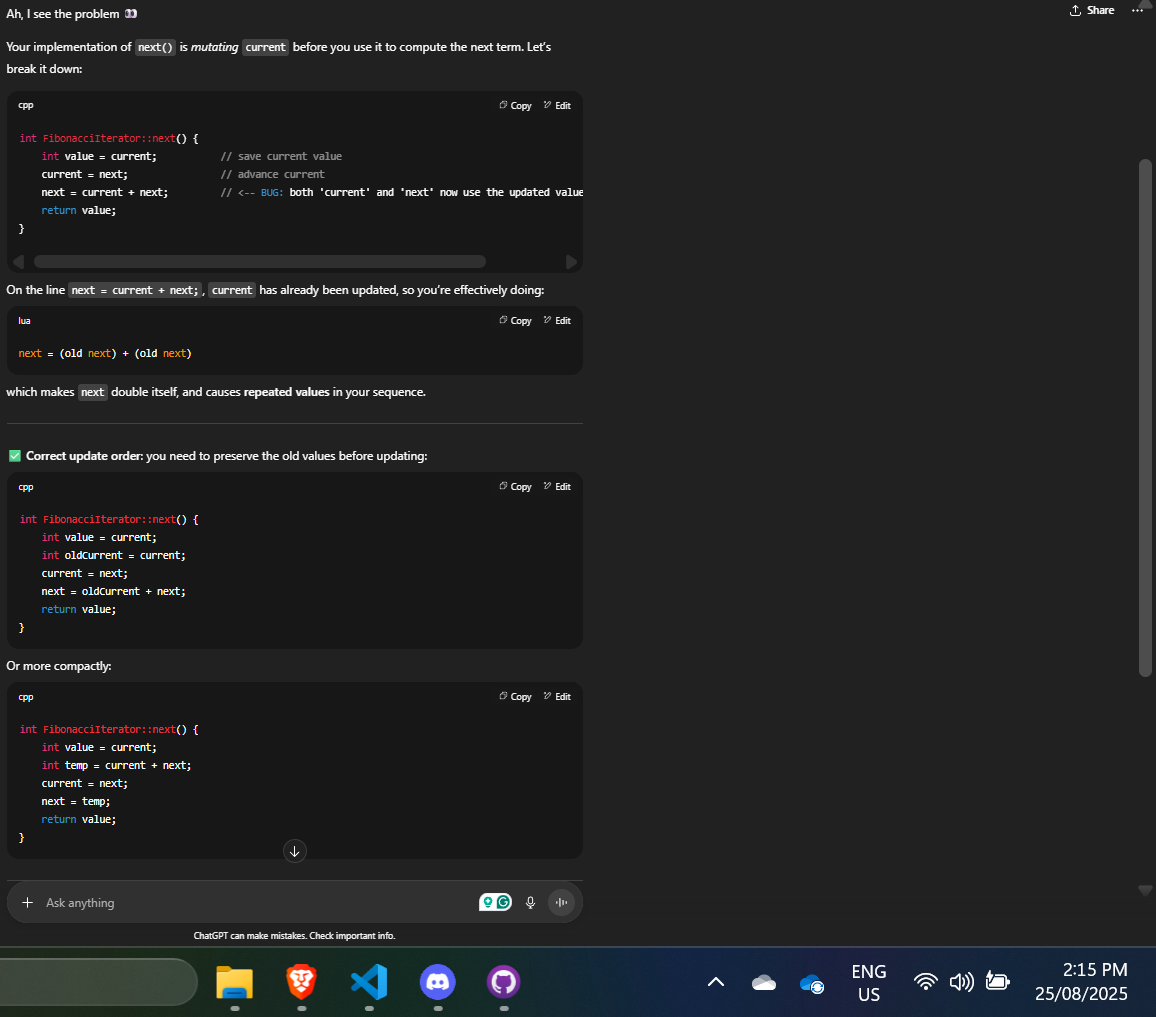 Share
Ah, I see the problem 👀
Your implementation of next() is mutating current before you use it to compute the next term. Let's
break it down:
cpp
Copy
Edit
int FibonacciIterator::next() {
    int value = current;         // save current value
    current = next;              // advance current
    next = current + next;       // <-- BUG: both 'current' and 'next' now use the updated value
    return value;
}
On the line next = current + next;, current has already been updated, so you're effectively doing:
lua
Copy
Edit
next = (old next) + (old next)
which makes next double itself, and causes repeated values in your sequence.
✅ Correct update order: you need to preserve the old values before updating:
cpp
Copy
Edit
int FibonacciIterator::next() {
    int value = current;
    int oldCurrent = current;
    current = next;
    next = oldCurrent + next;
    return value;
}
Or more compactly:
cpp
Copy
Edit
int FibonacciIterator::next() {
    int value = current;
    int temp = current + next;
    current = next;
    next = temp;
    return value;
}
Ask anything
ChatGPT can make mistakes. Check important info.
ENG
US
2:15 PM
25/08/2025